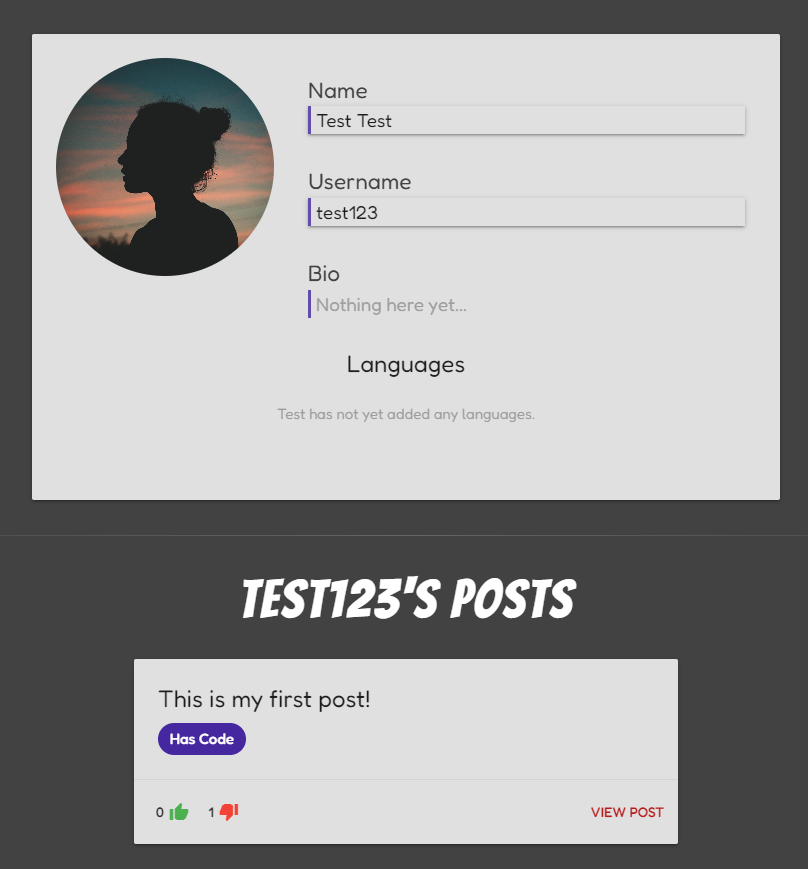 Name
Test Test
Username
test123
Bio
Nothing here yet...
Languages
Test has not yet added any languages.
TEST123'S POSTS
This is my first post!
Has Code
0 1 VIEW POST